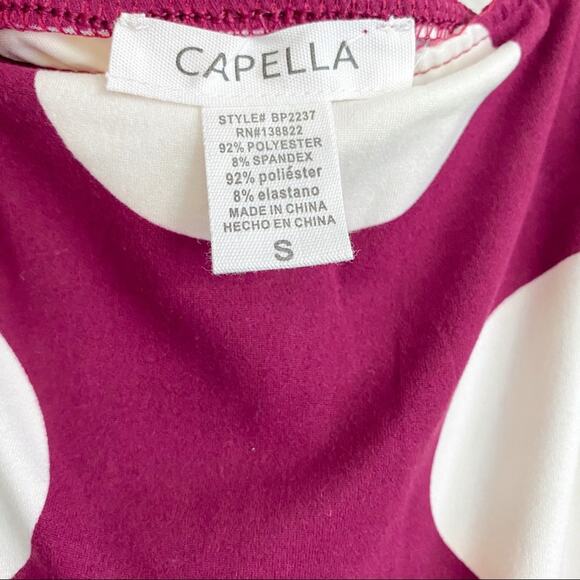 CAPELLA
STYLE# BP2237
RN#138822
92% POLYESTER
8% SPANDEX
92% poliéster
8% elastano
MADE IN CHINA
HECHO EN CHINA
S